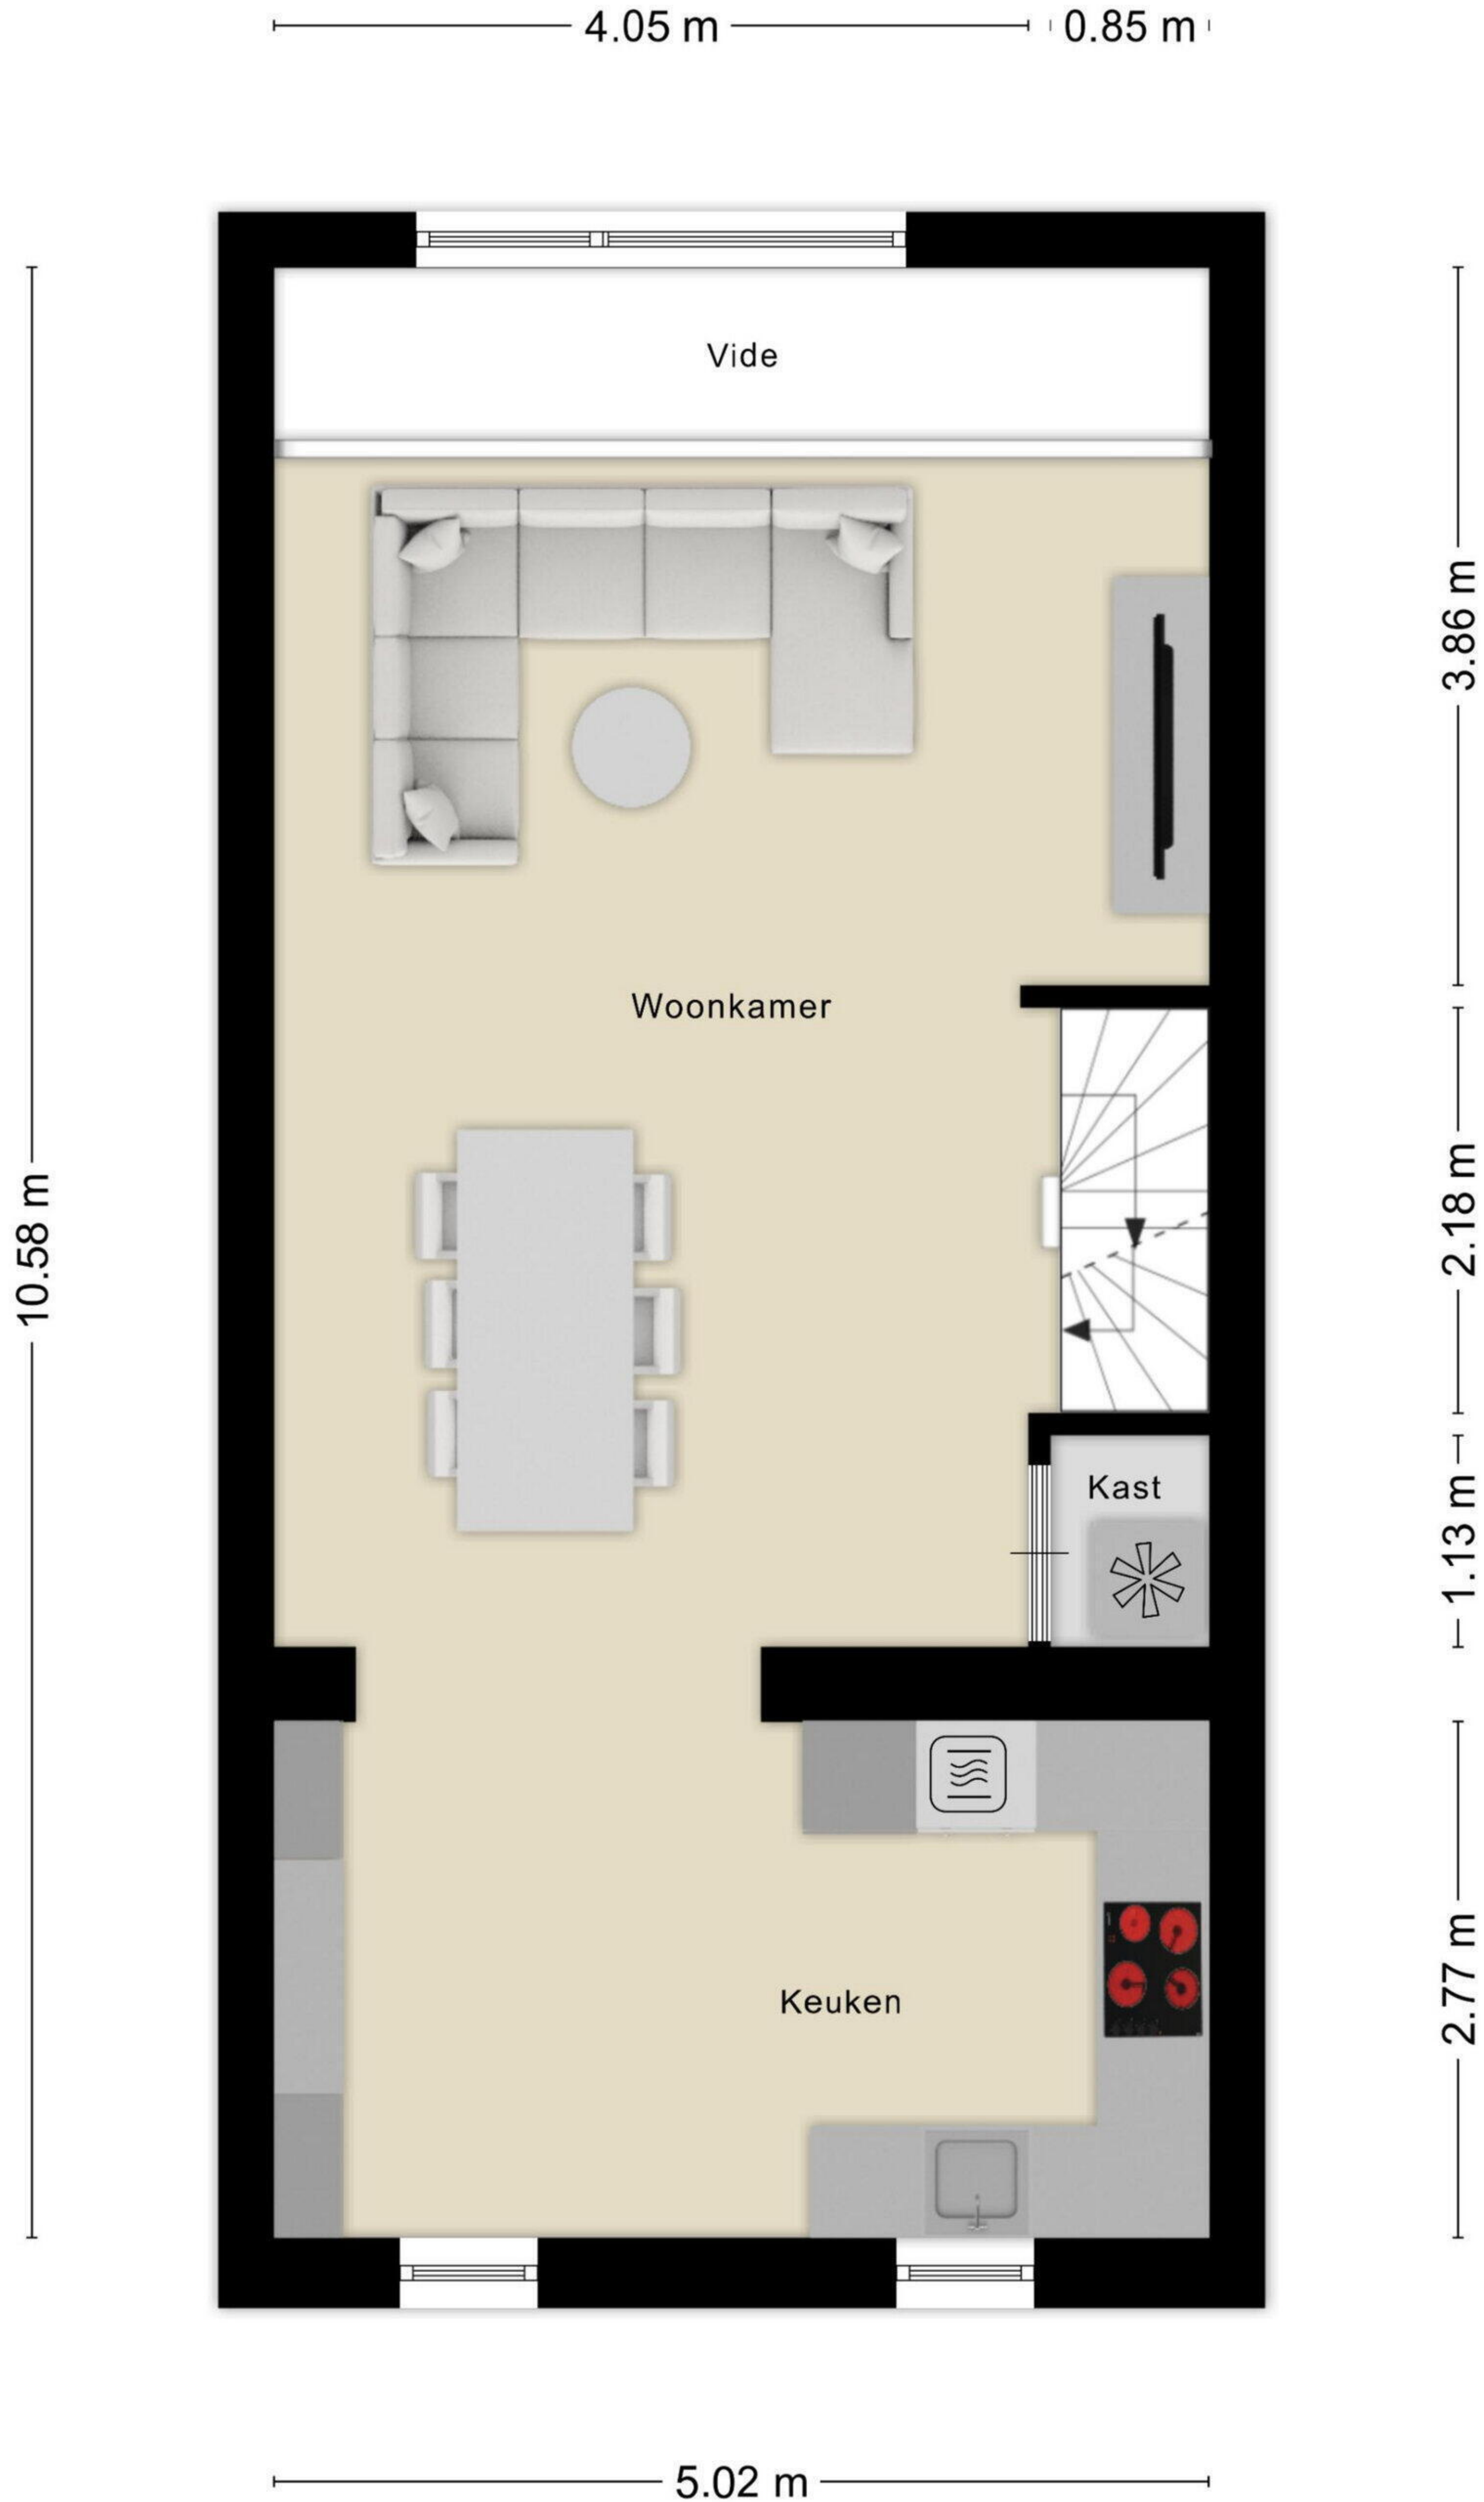 4.05 m
0.85 m
Vide
3.86 m
Woonkamer
10.58 m
2.18 m
Kast
1.13 m
Keuken
2.77 m
5.02 m